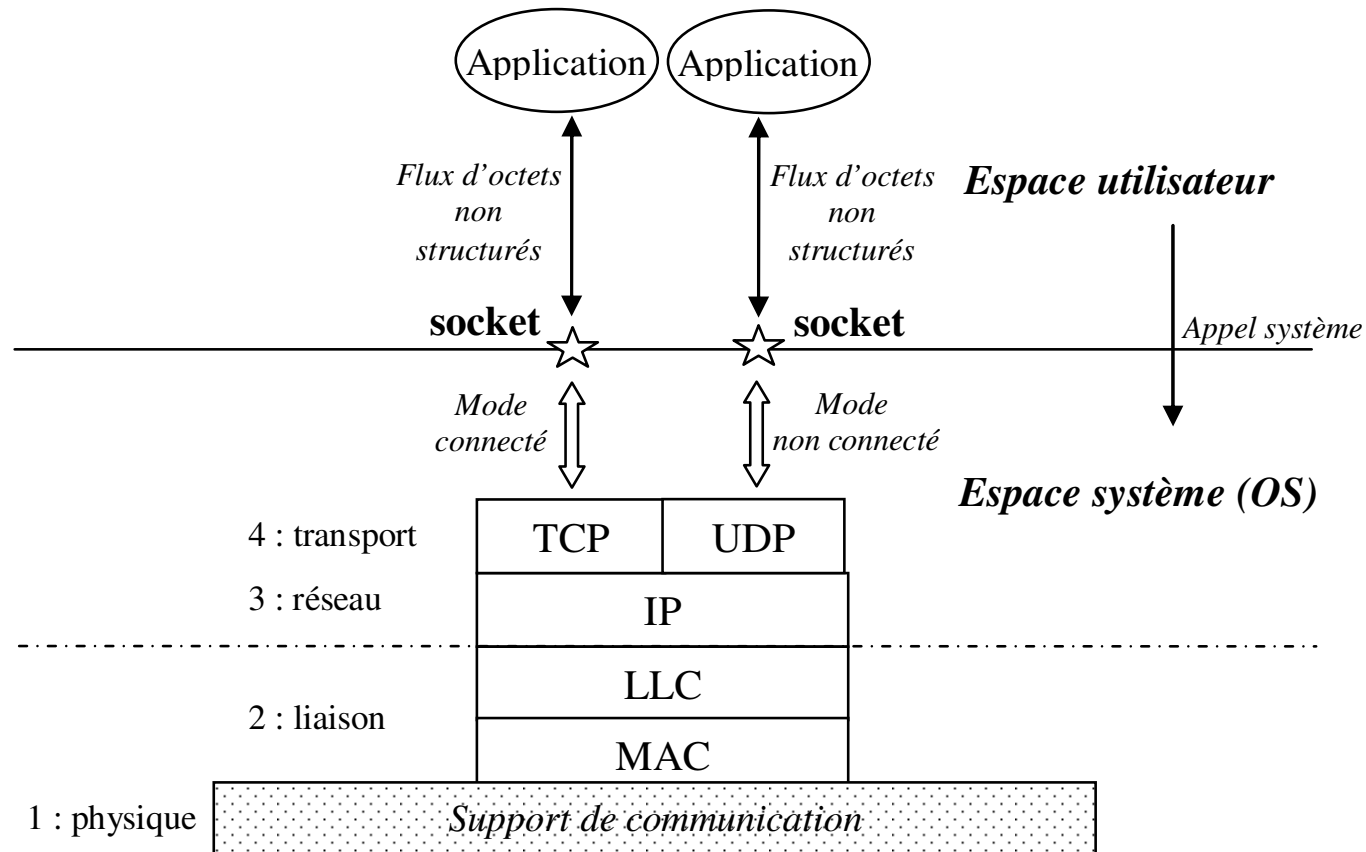 Application
Application
Flux d'octets
non
structurés
Flux d'octets
non
structurés
Espace utilisateur
socket
socket
Appel système
Mode
connecté
Mode
non connecté
Espace système (OS)
4 : transport
TCP
UDP
3 : réseau
IP
LLC
2 : liaison
MAC
1 : physique
Support de communication